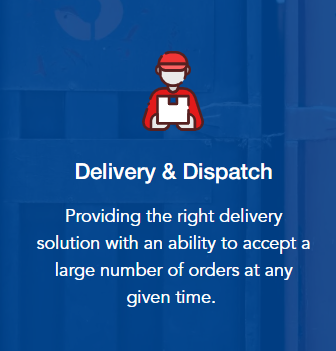 Delivery & Dispatch
Providing the right delivery
solution with an ability to accept a
large number of orders at any
given time.